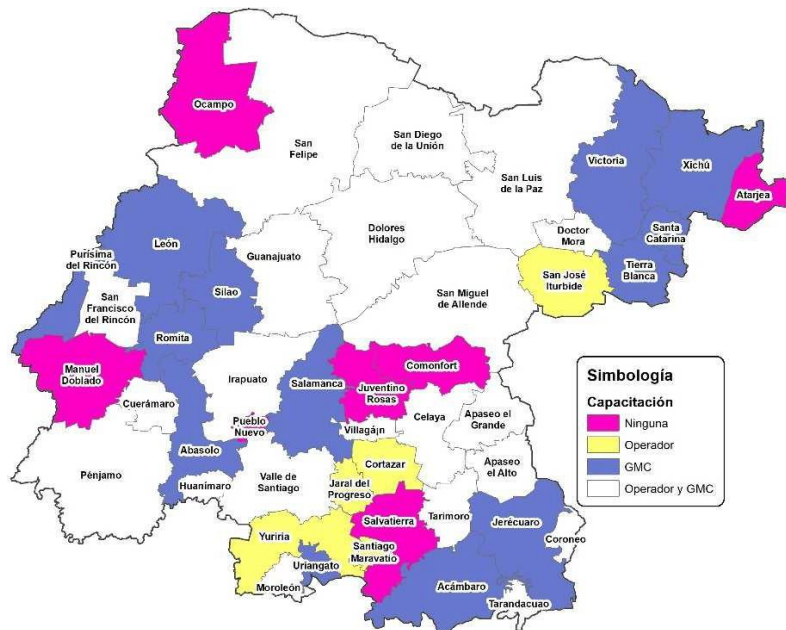 Ocampo
San
Felipe
San Diego
de la Unión
San Luis
de la Paz
Victoria
Xichú
Atarjea
León
Guanajuato
Dolores
Hidalgo
Doctor
Mora
Santa
Catarina
Purísima
del Rincón
Silao
San José
Iturbide
Tierra
Blanca
San
Francisco
del Rincón
San Miguel
de Allende
Romita
Manuel
Doblado
Irapuato
Salamanca
Comonfort
Juventino
Rosas
Cuerámaro
Pueblo
Nuevo
Villagájn
Celaya
Apaseo el
Grande
Abasolo
Cortazar
Pénjamo
Huanímaro
Valle de
Santiago
Jaral del
Progreso
Apaseo
el Alto
Salvatierra
Tarimoro
Jerécuaro
Yuriria
Santiago
Maravatío
Coroneo
Uriangato
Moroleón
Acámbaro
Tarandacuao
Simbología
Capacitación
Ninguna
Operador
GMC
Operador y GMC